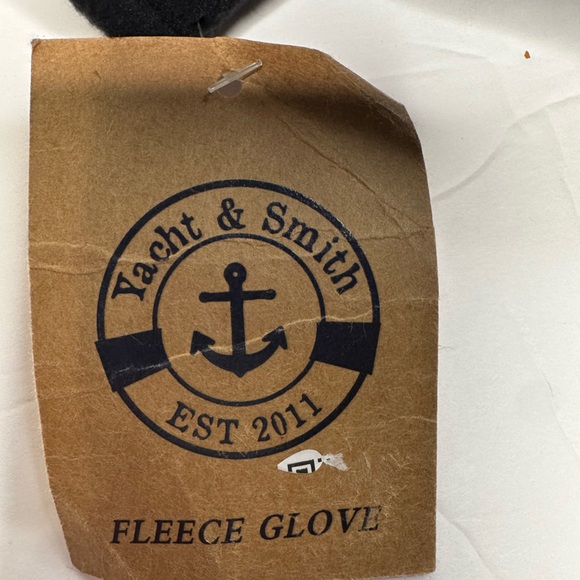 Yacht & Smith
EST 2011
FLEECE GLOVE